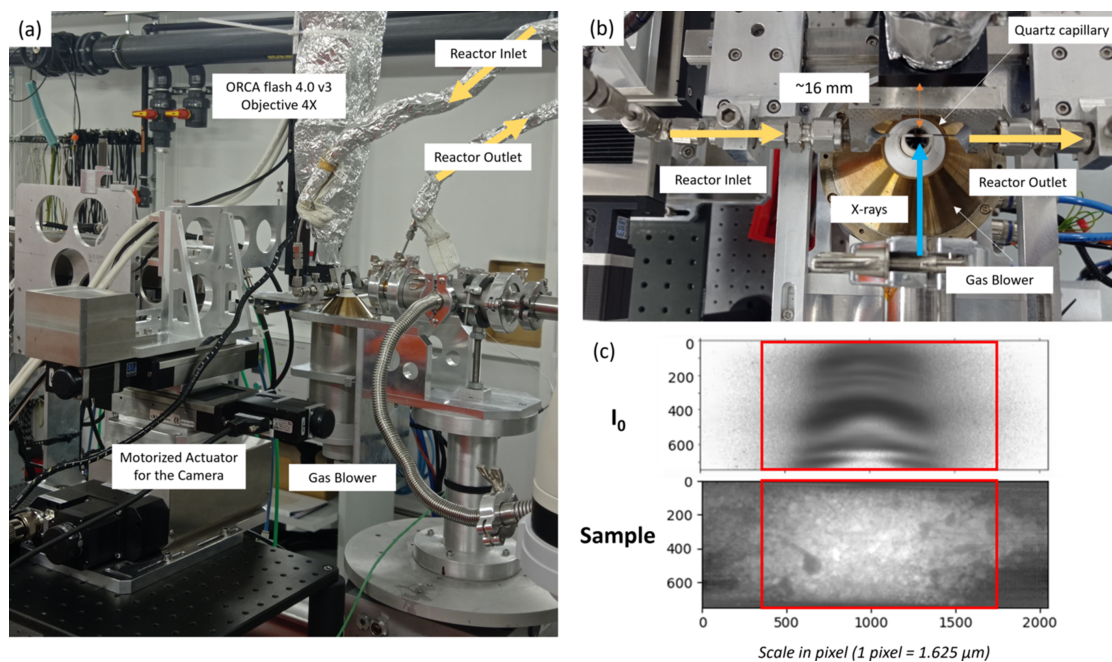 (a)
ORCA flash 4.0 v3
Objective 4X
Reactor Inlet
Reactor Outlet
Motorized Actuator
for the Camera
Gas Blower
(b)
Quartz capillary
~16 mm
Reactor Inlet
Reactor Outlet
X-rays
Gas Blower
(c)
I₀
0
200
400
600
Sample
0
200
400
600
0
500
1000
1500
2000
Scale in pixel (1 pixel = 1.625 μm)